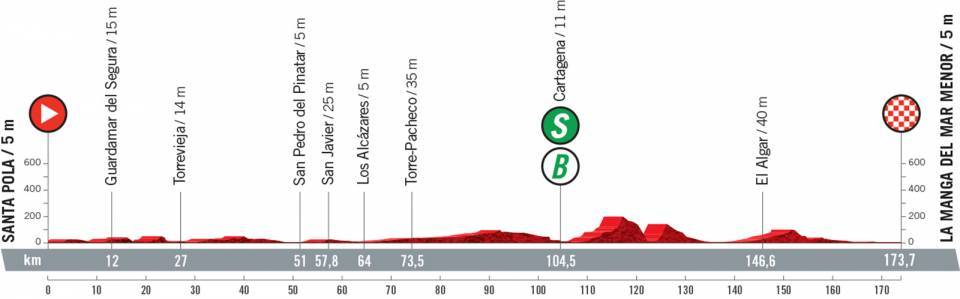 SANTA POLA / 5 m
Guardamar del Segura / 15 m
Torrevieja / 14 m
San Pedro del Pinatar / 5 m
San Javier / 25 m
Los Alcázares / 5 m
Torre-Pacheco / 35 m
Cartagena / 11 m
El Algar / 40 m
LA MANGA DEL MAR MENOR / 5 m
S
B
600
400
200
0
600
400
200
0
km 12 27 51 57,8 64 73,5 104,5 146,6 173,7
0 10 20 30 40 50 60 70 80 90 100 110 120 130 140 150 160 170